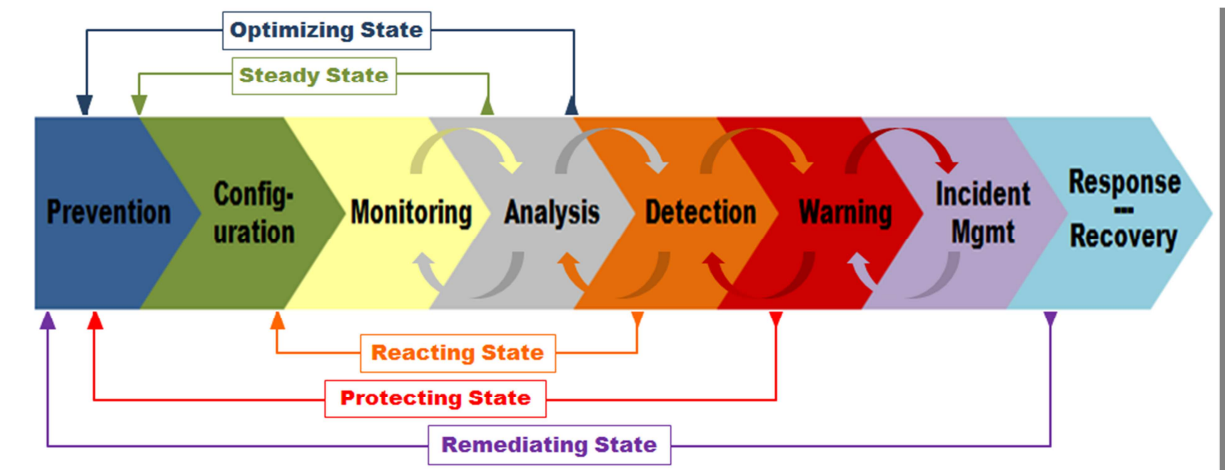 Optimizing State
Steady State
Prevention
Config-
uration
Monitoring
Analysis
Detection
Warning
Incident
Mgmt
Response
---
Recovery
Reacting State
Protecting State
Remediating State